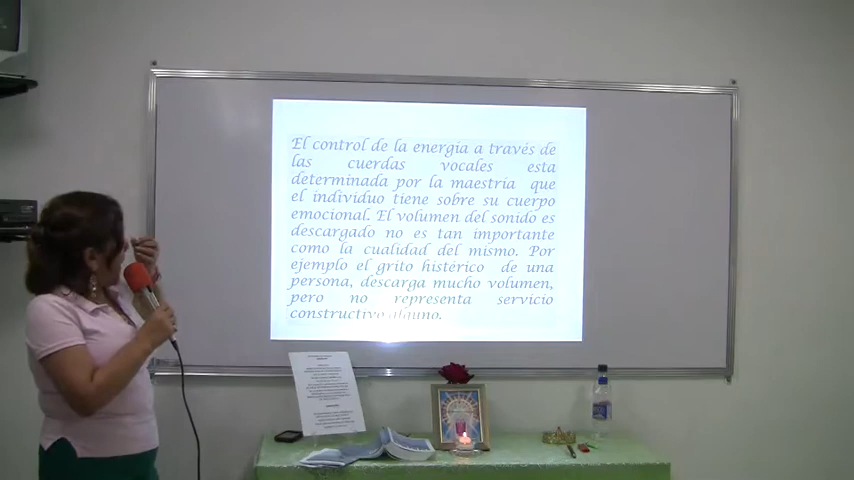 El control de la energía a través de
las cuerdas vocales esta
determinada por la maestría que
el individuo tiene sobre su cuerpo
emocional. El volumen del sonido es
descargado no es tan importante
como la cualidad del mismo. Por
ejemplo el grito histérico de una
persona, descarga mucho volumen,
pero no representa servicio
constructivo alguno.